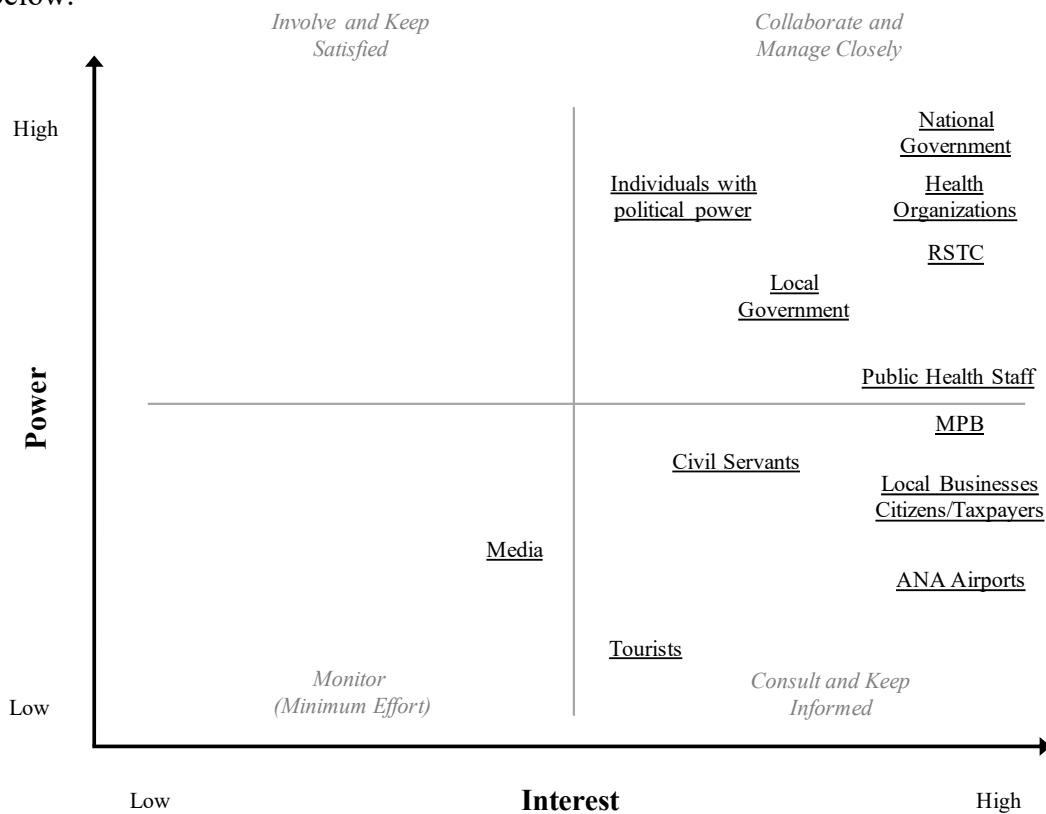 below:
Involve and Keep
Satisfied
Collaborate and
Manage Closely
High
National
Government
Individuals with
political power
Health
Organizations
RSTC
Local
Government
Public Health Staff
Power
MPB
Civil Servants
Local Businesses
Citizens/Taxpayers
Media
ANA Airports
Tourists
Monitor
(Minimum Effort)
Consult and Keep
Informed
Low
Low
Interest
High